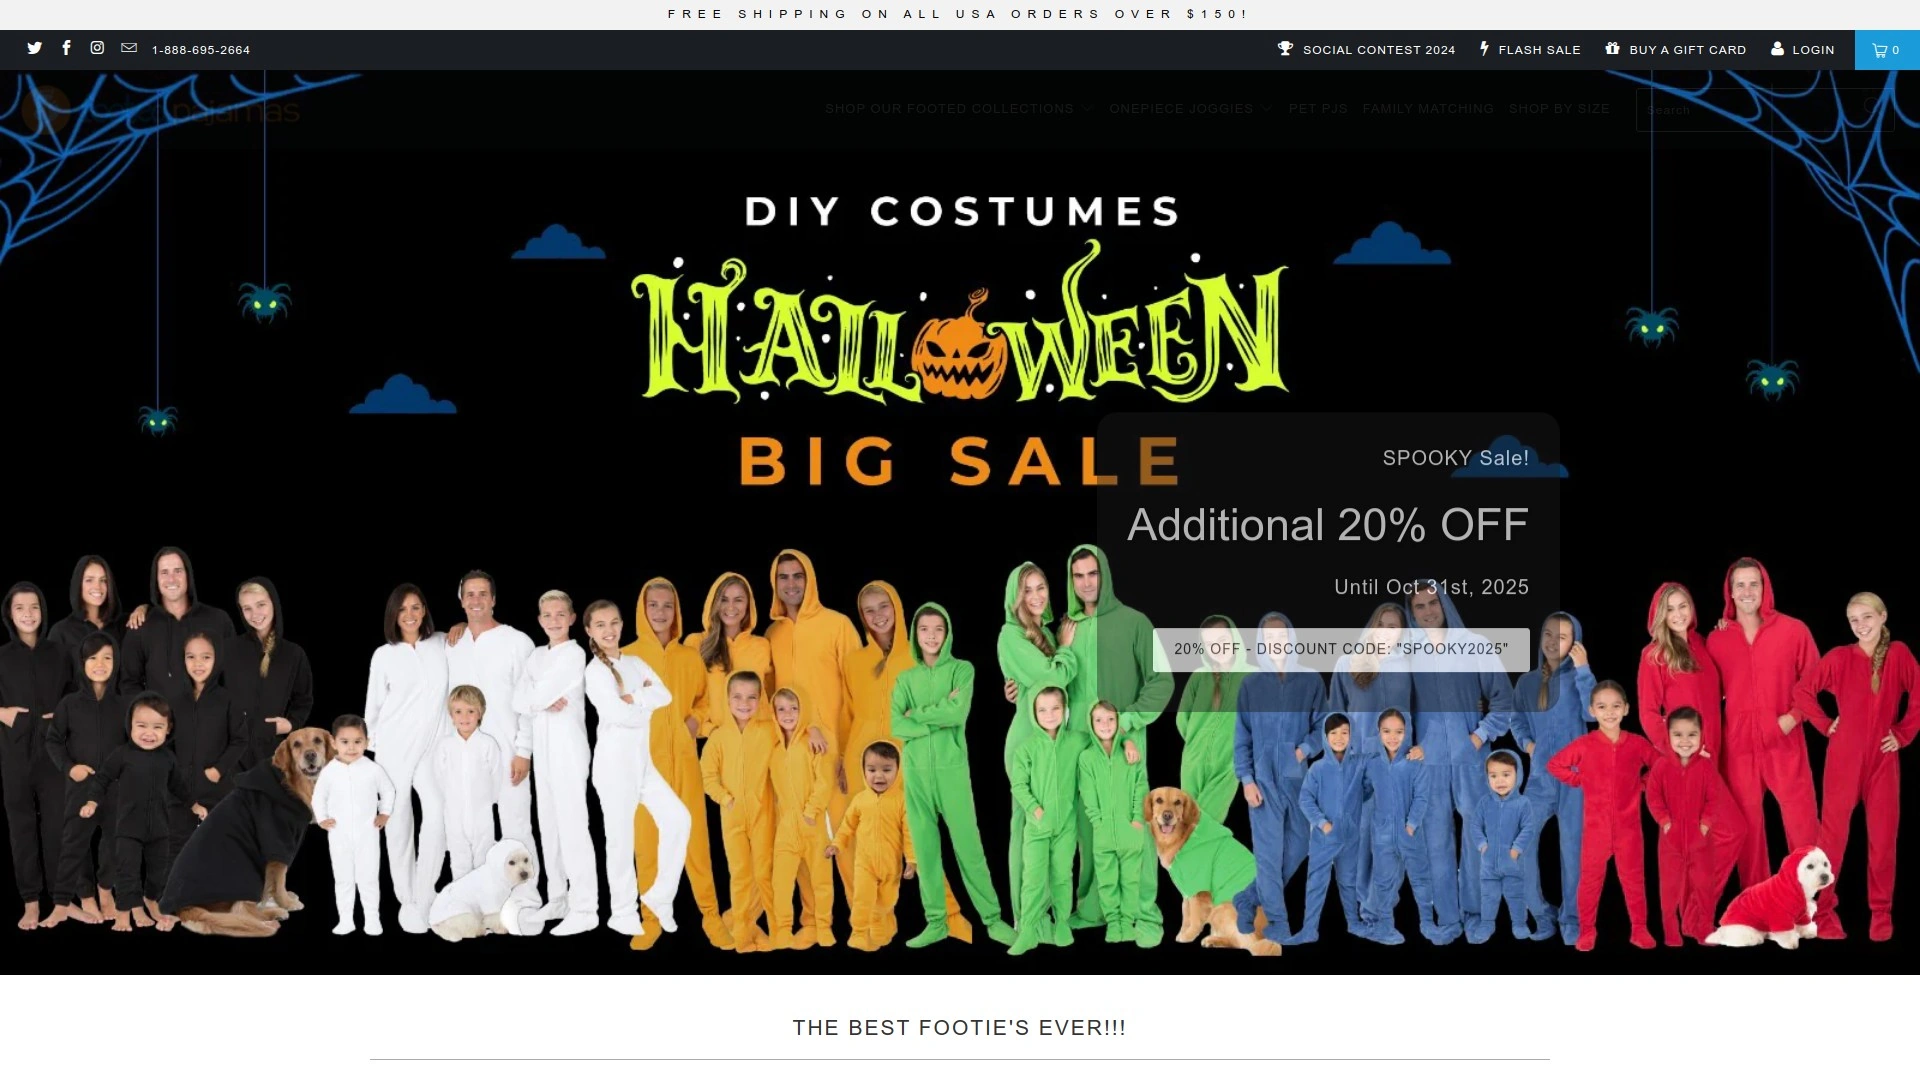 FREE SHIPPING ON ALL USA ORDERS OVER $150!
1-888-695-2664
SOCIAL CONTEST 2024
FLASH SALE
BUY A GIFT CARD
LOGIN
0
pajamas
SHOP OUR FOOTED COLLECTIONS
ONEPIECE JOGGIES
PET PJS
FAMILY MATCHING
SHOP BY SIZE
Search
DIY COSTUMES
HALLOWEEN
BIG SALE
SPOOKY Sale!
Additional 20% OFF
Until Oct 31st, 2025
20% OFF - DISCOUNT CODE: "SPOOKY2025"
THE BEST FOOTIE'S EVER!!!